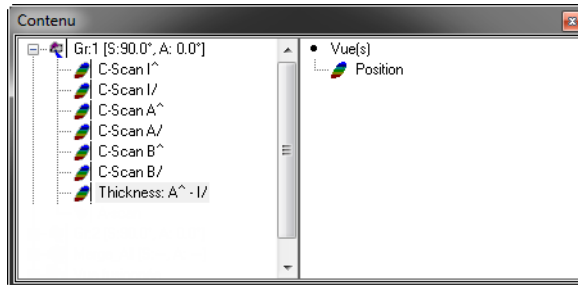 Contenu
Gr:1 [S:90.0°, A: 0.0°]
C-Scan I^
C-Scan I/
C-Scan A^
C-Scan A/
C-Scan B^
C-Scan B/
Thickness: A^ - I/
Vue(s)
Position